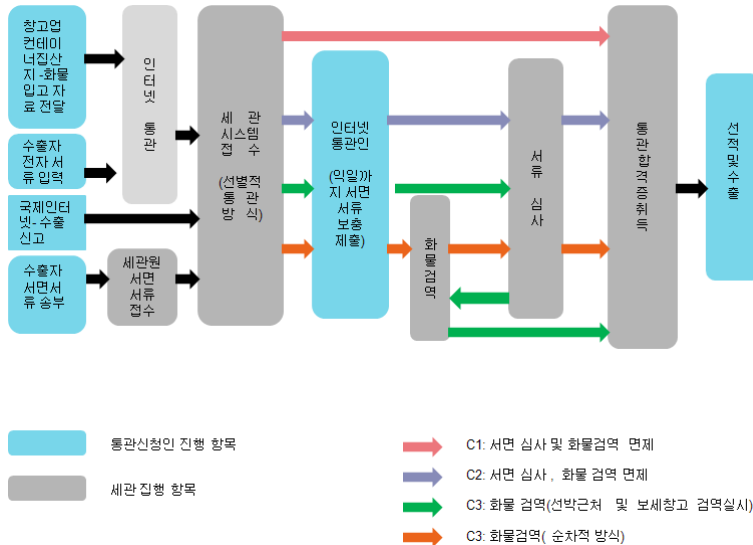 창고업
컨테이
너집산
지 -화물
입고 자
료 전달
인
터
넷
통
관
수출자
전자 서
류 입력
국제인터
넷- 수출
신고
수출자
서면서
류 송부
세관원
서면
서류
접수
세 관
시스템
접 수
(선별적
통 관
방 식)
인터넷
통관인
(익일)까
지 서면
서류
보충
제출)
화
물
검
역
서
류
심
사
통
관
합
격
증
취
득
선
적
및
수
출
통관신청인 진행 항목
세관 집행 항목
C1: 서면 심사 및 화물검역 면제
C2: 서면 심사 , 화물 검역 면제
C3: 화물 검역(선박근처 및 보세창고 검역실시)
C3: 화물검역( 순차적 방식)